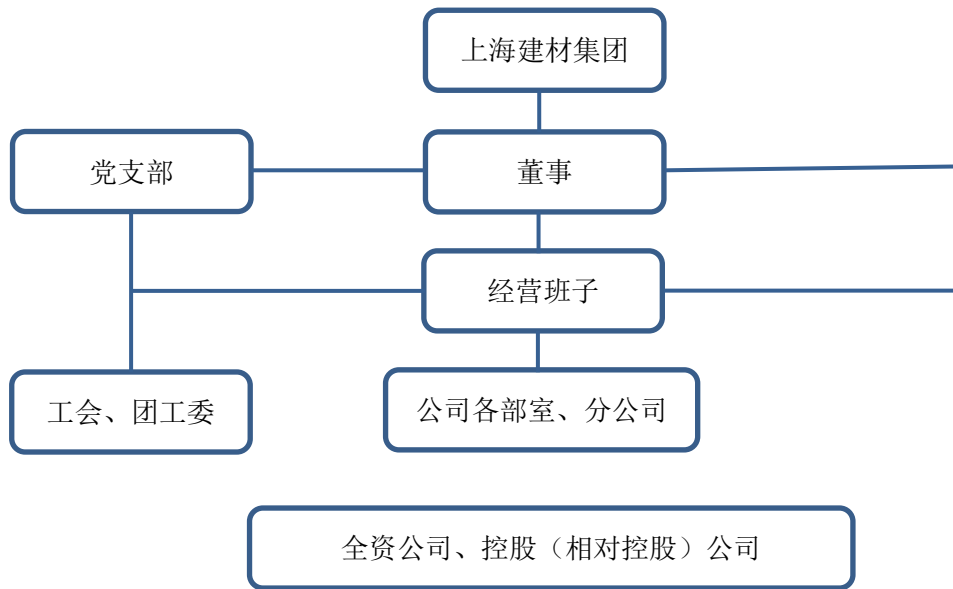 上海建材集团
党支部
董事
经营班子
工会、团工委
公司各部室、分公司
全资公司、控股（相对控股）公司